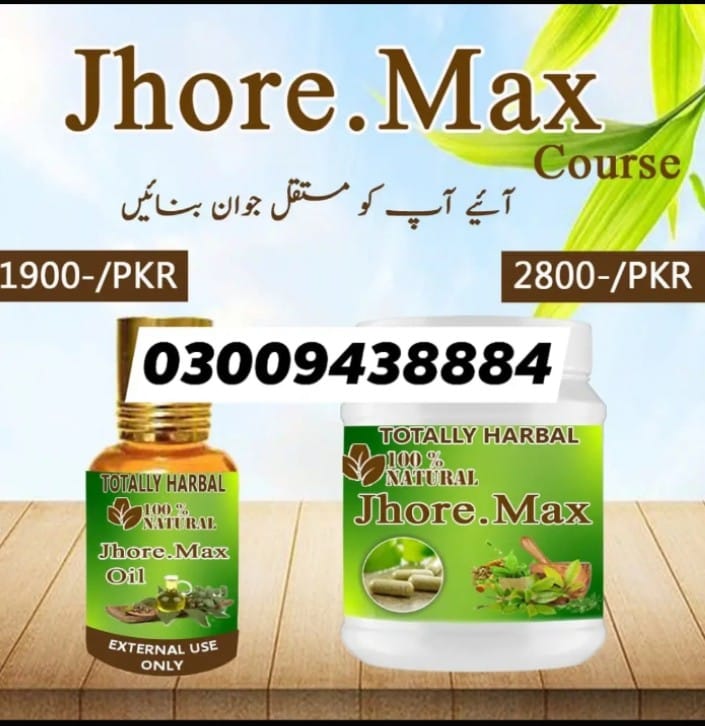 Jhore.Max
Course
آئیے آپ کو مستقل جوان بنائیں
1900-/PKR
2800-/PKR
03009438884
TOTALLY HARBAL
100 %
NATURAL
Jhore.Max
Oil
EXTERNAL USE
ONLY
TOTALLY HARBAL
100 %
NATURAL
Jhore.Max